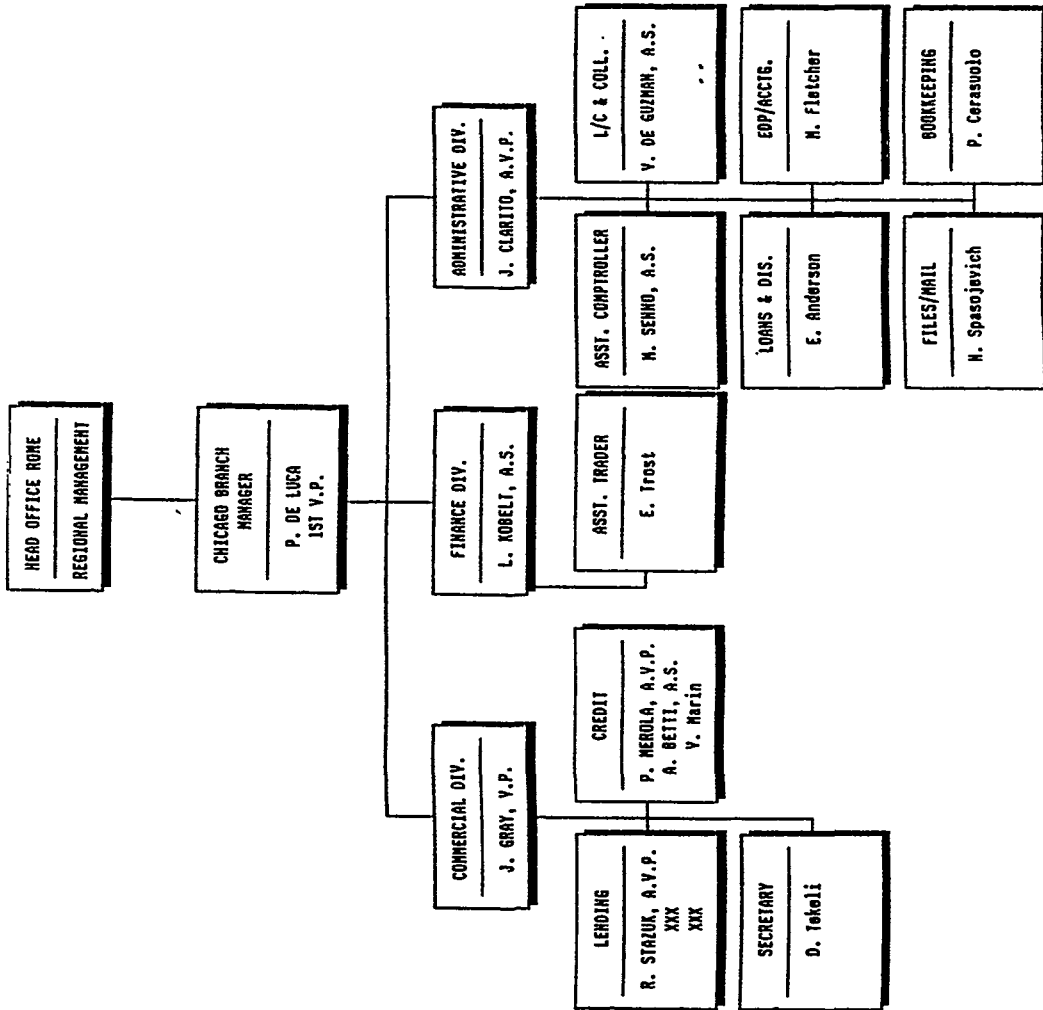 HEAD OFFICE ROME
REGIONAL MANAGEMENT
CHICAGO BRANCH
MANAGER
P. DE LUCA
1ST V.P.
COMMERCIAL DIV.
J. GRAY, V.P.
FINANCE DIV.
L. KOBELT, A.S.
ADMINISTRATIVE DIV.
J. CLARITO, A.V.P.
LENDING
R. STAZUK, A.V.P.
XXX
XXX
CREDIT
P. MEROLA, A.V.P.
A. BETTI, A.S.
V. Marin
SECRETARY
D. Tekeli
ASST. TRADER
E. Trost
ASST. COMPTROLLER
M. SENNO, A.S.
L/C & COLL.
V. DE GUZMAN, A.S.
LOANS & DIS.
E. Anderson
EDP/ACCTG.
M. Fletcher
FILES/MAIL
N. Spasojevich
BOOKKEEPING
P. Cerasuolo